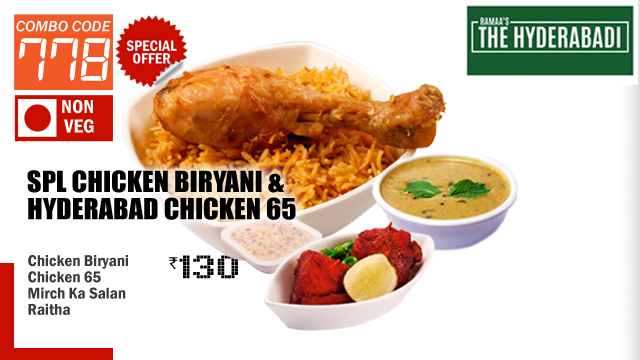 COMBO CODE
778
SPECIAL
OFFER
RAMAA'S
THE HYDERABADI
NON
VEG
SPL CHICKEN BIRYANI &
HYDERABAD CHICKEN 65
Chicken Biryani
Chicken 65
Mirch Ka Salan
Raitha
₹130